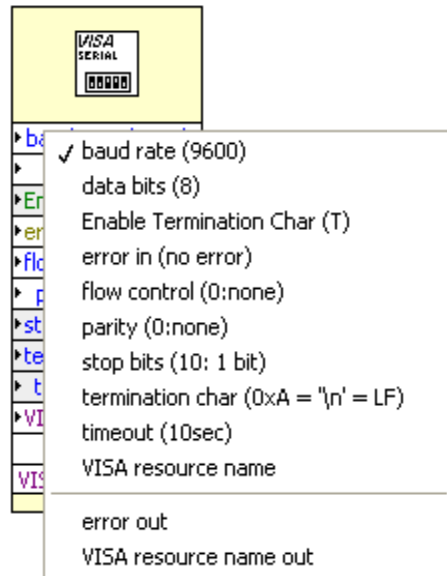 VISA
SERIAL
baud rate (9600)
data bits (8)
Enable Termination Char (T)
error in (no error)
flow control (0:none)
parity (0:none)
stop bits (10: 1 bit)
termination char (0xA = '\n' = LF)
timeout (10sec)
VISA resource name
error out
VISA resource name out